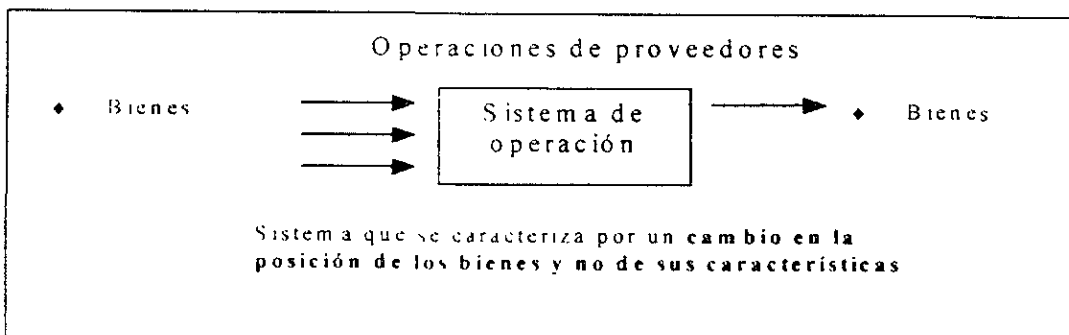 Operaciones de proveedores
♦ Bienes
Sistema de
operación
♦ Bienes
Sistema que se caracteriza por un cambio en la
posición de los bienes y no de sus características